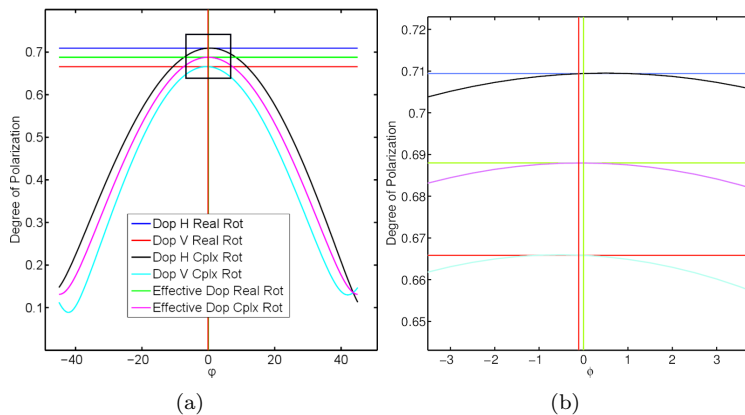 0.7
0.6
0.5
0.4
0.3
0.2
0.1
Degree of Polarization
Dop H Real Rot
Dop V Real Rot
Dop H Cplx Rot
Dop V Cplx Rot
Effective Dop Real Rot
Effective Dop Cplx Rot
-40 -20 0 20 40
φ
(a)
0.72
0.71
0.7
0.69
0.68
0.67
0.66
0.65
Degree of Polarization
-3 -2 -1 0 1 2 3
ϕ
(b)